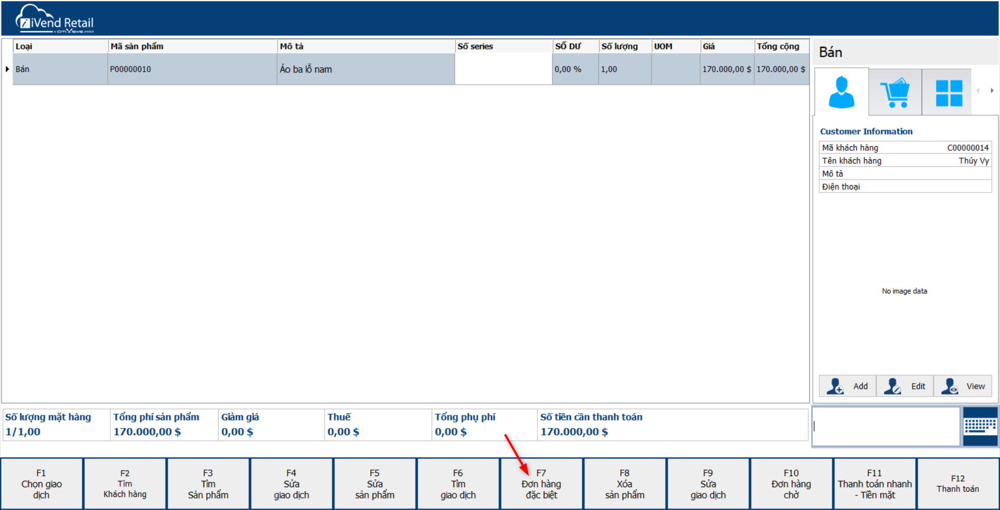 iVend Retail
a CITIXSYS product
Loại Mã sản phẩm Mô tả Số series SỐ DƯ Số lượng UOM Giá Tổng cộng
Bán P00000010 Áo ba lỗ nam 0,00 % 1,00 170.000,00 $ 170.000,00 $
Bán
Customer Information
Mã khách hàng C00000014
Tên khách hàng Thúy Vy
Mô tả
Điện thoại
No image data
Add Edit View
Số lượng mặt hàng Tổng phí sản phẩm Giảm giá Thuế Tổng phụ phí Số tiền cần thanh toán
1/1,00 170.000,00 $ 0,00 $ 0,00 $ 0,00 $ 170.000,00 $
F1
Chọn giao
dịch
F2
Tìm
Khách hàng
F3
Tìm
Sản phẩm
F4
Sửa
giao dịch
F5
Sửa
sản phẩm
F6
Tìm
giao dịch
F7
Đơn hàng
đặc biệt
F8
Xóa
sản phẩm
F9
Sửa
giao dịch
F10
Đơn hàng
chờ
F11
Thanh toán nhanh
- Tiền mặt
F12
Thanh toán